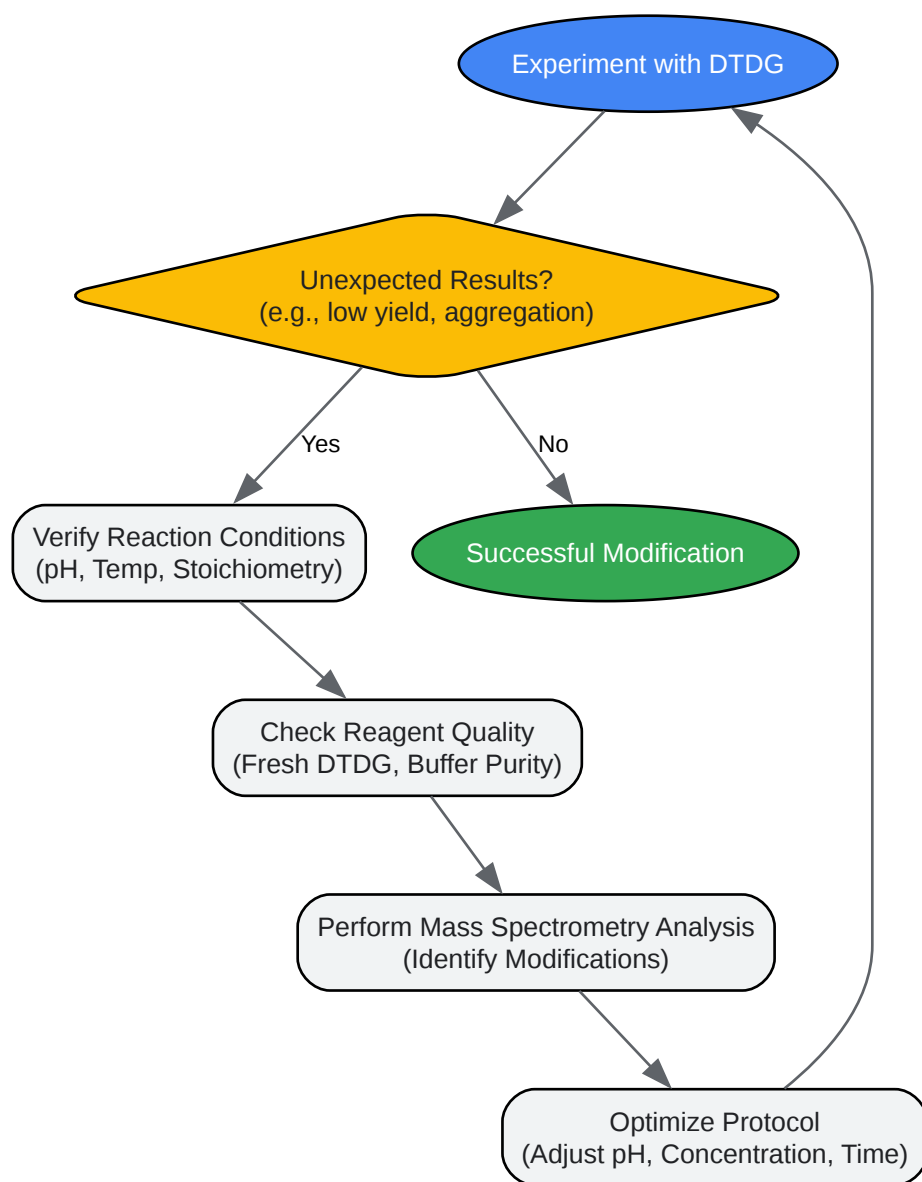 Experiment with DTDG
Unexpected Results?
(e.g., low yield, aggregation)
Yes
No
Verify Reaction Conditions
(pH, Temp, Stoichiometry)
Successful Modification
Check Reagent Quality
(Fresh DTDG, Buffer Purity)
Perform Mass Spectrometry Analysis
(Identify Modifications)
Optimize Protocol
(Adjust pH, Concentration, Time)